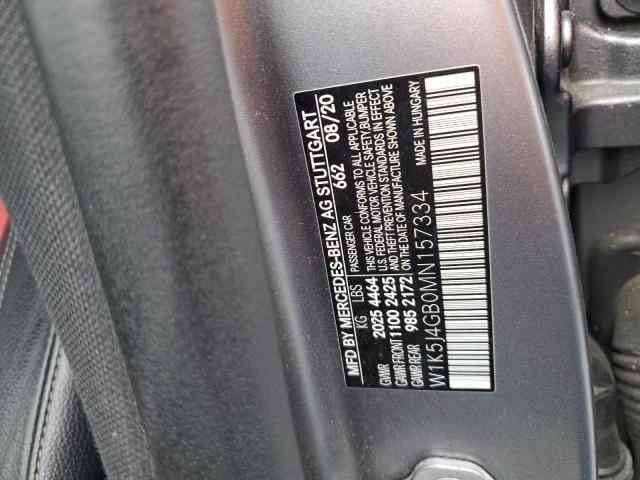 MFD BY MERCEDES-BENZ AG STUTTGART
662 08/20
KG LBS PASSENGER CAR
GVWR 2025 4464 THIS VEHICLE CONFORMS TO ALL APPLICABLE
GAWR FRONT 1100 2425 U.S. FEDERAL MOTOR VEHICLE SAFETY, BUMPER
GAWR REAR 985 2172 AND THEFT PREVENTION STANDARDS IN EFFECT
ON THE DATE OF MANUFACTURE SHOWN ABOVE
MADE IN HUNGARY
W1K5J4GB0MN157334